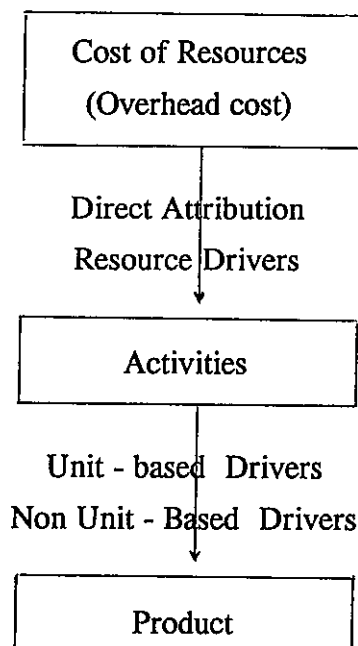 Cost of Resources
(Overhead cost)
Direct Attribution
Resource Drivers
Activities
Unit - based Drivers
Non Unit - Based Drivers
Product